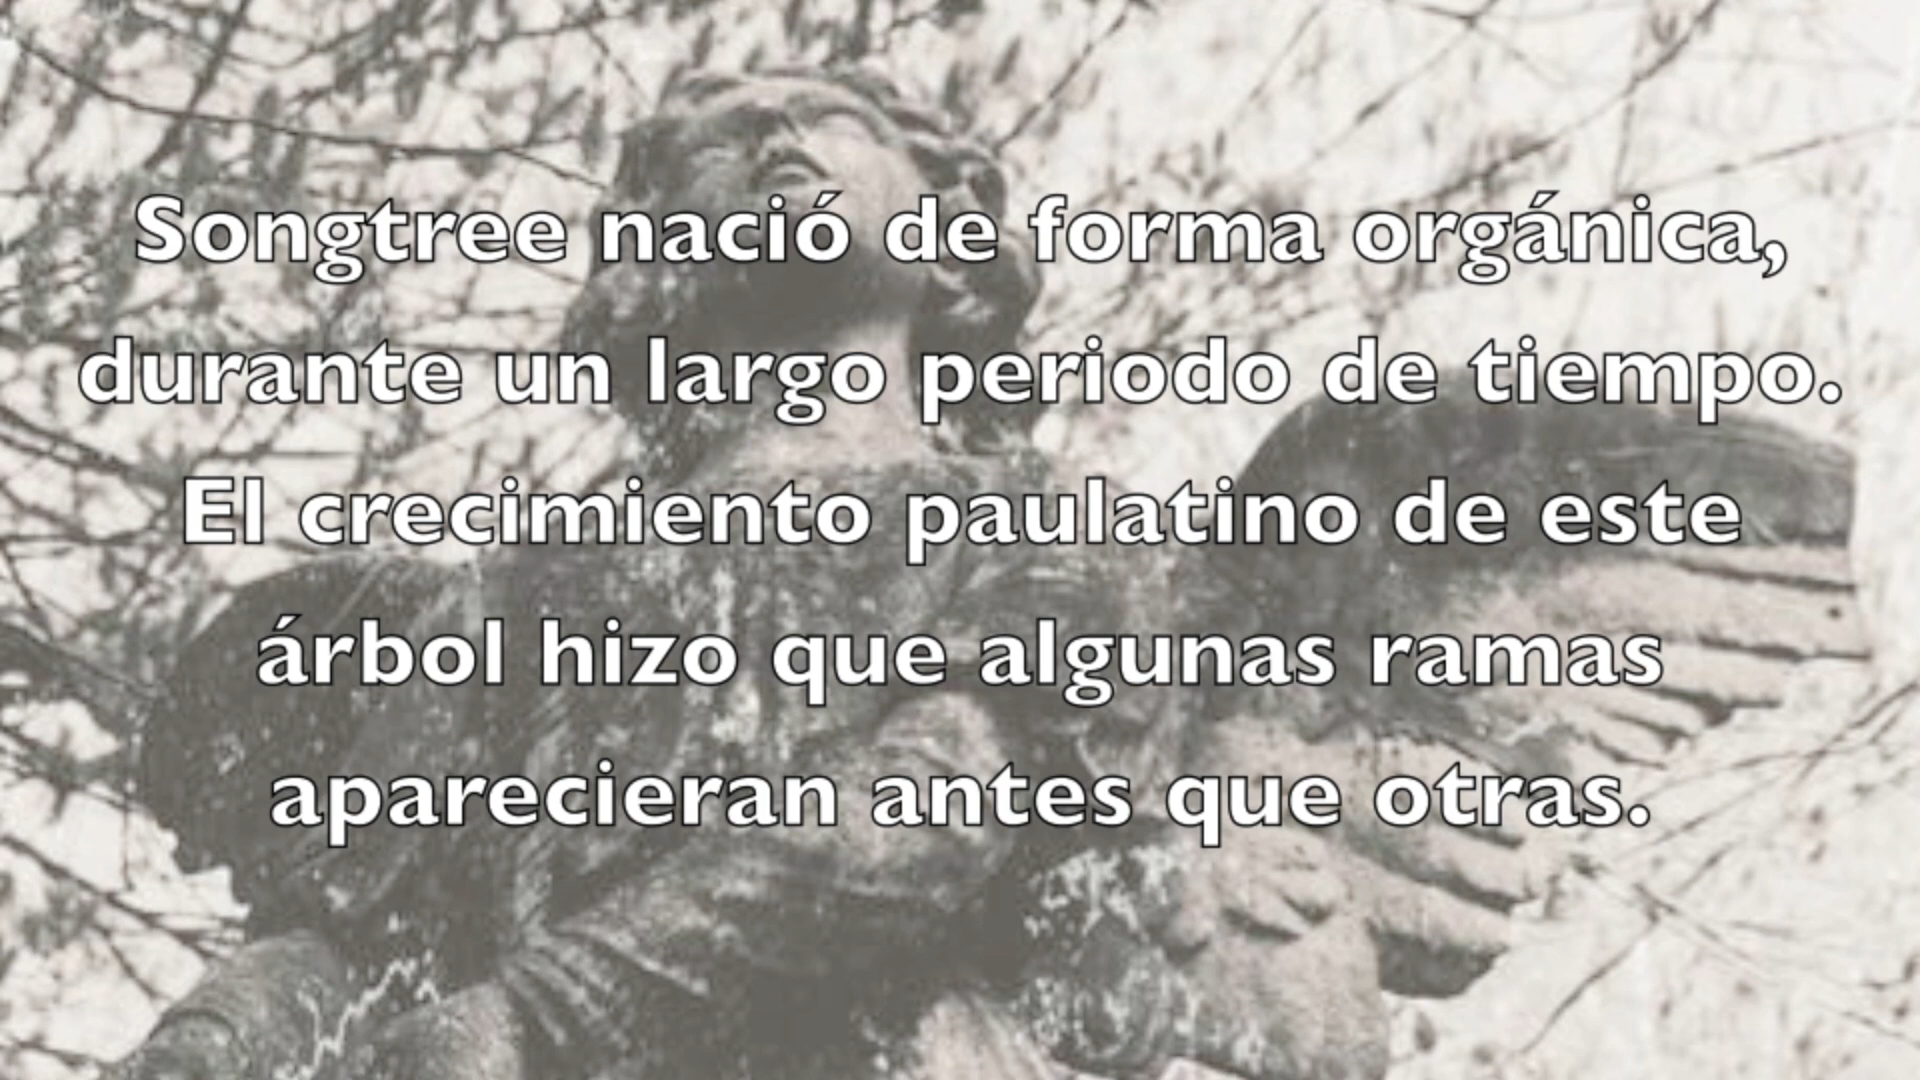 Songtree nació de forma orgánica,
durante un largo periodo de tiempo.
El crecimiento paulatino de este
árbol hizo que algunas ramas
aparecieran antes que otras.